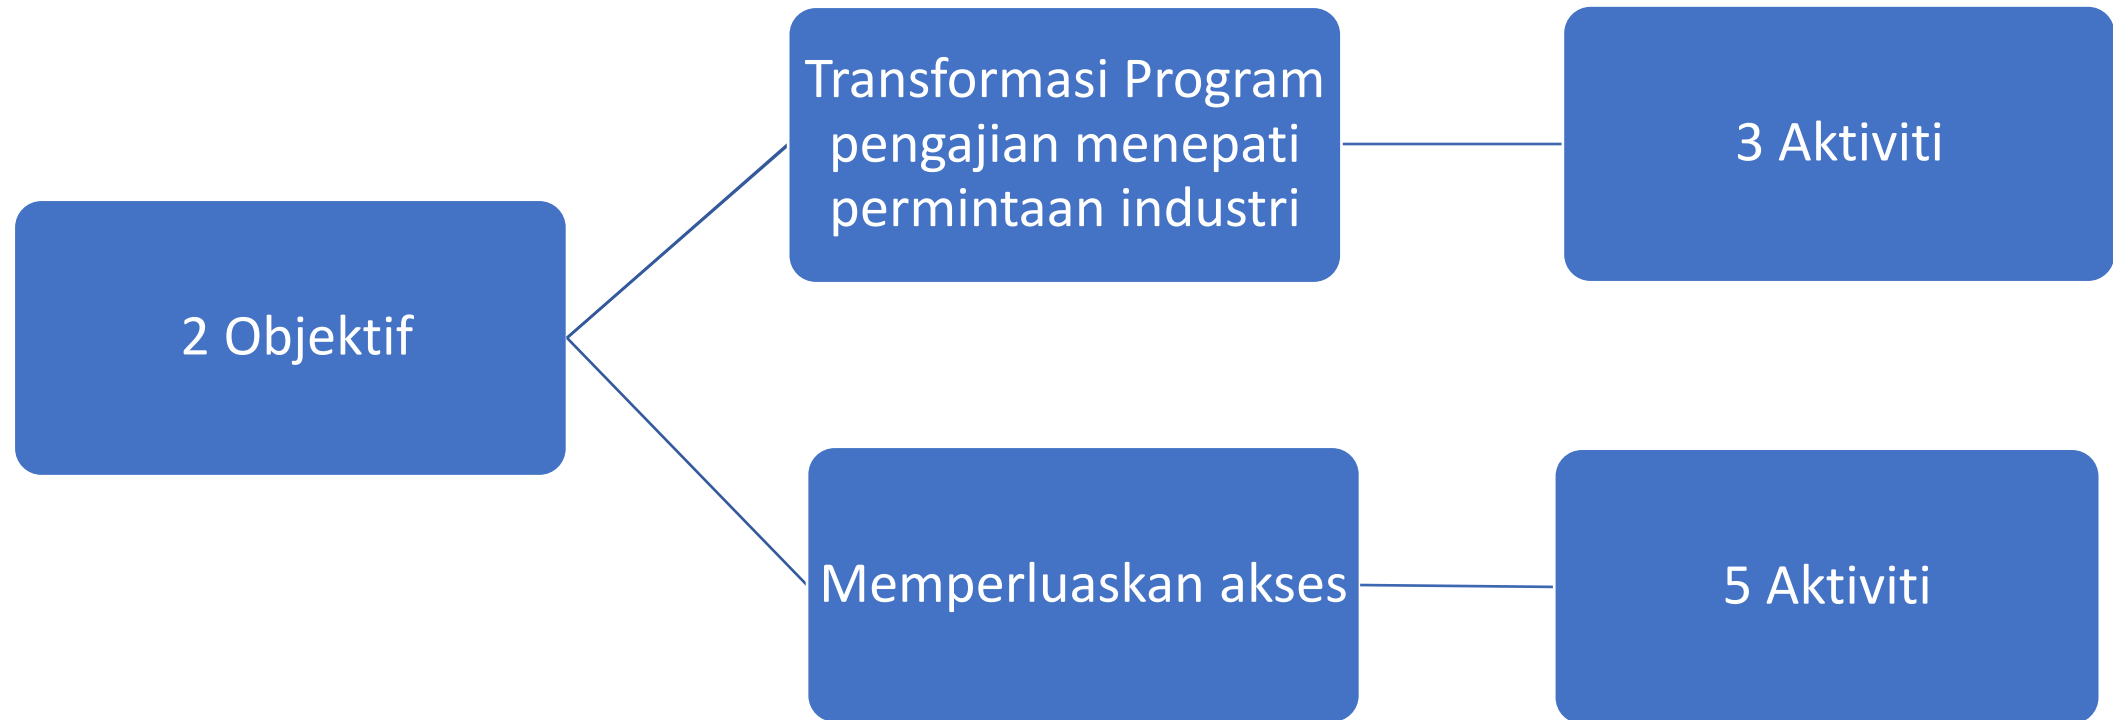 2 Objektif
Transformasi Program
pengajian menepati
permintaan industri
3 Aktiviti
Memperluaskan akses
5 Aktiviti